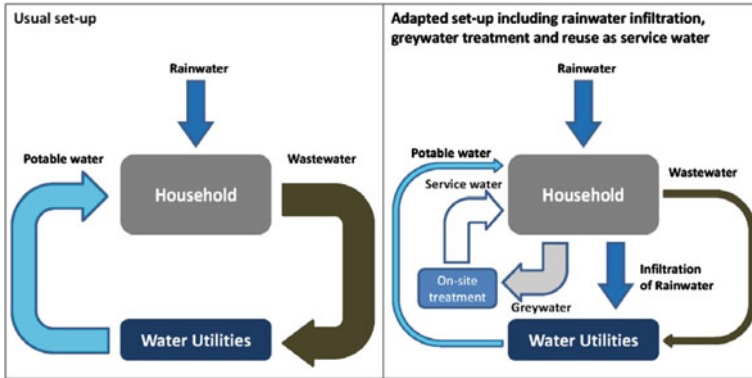 Usual set-up
Rainwater
Potable water
Wastewater
Household
Water Utilities
Adapted set-up including rainwater infiltration,
greywater treatment and reuse as service water
Rainwater
Potable water
Wastewater
Service water
Household
On-site
treatment
Infiltration
of Rainwater
Greywater
Water Utilities